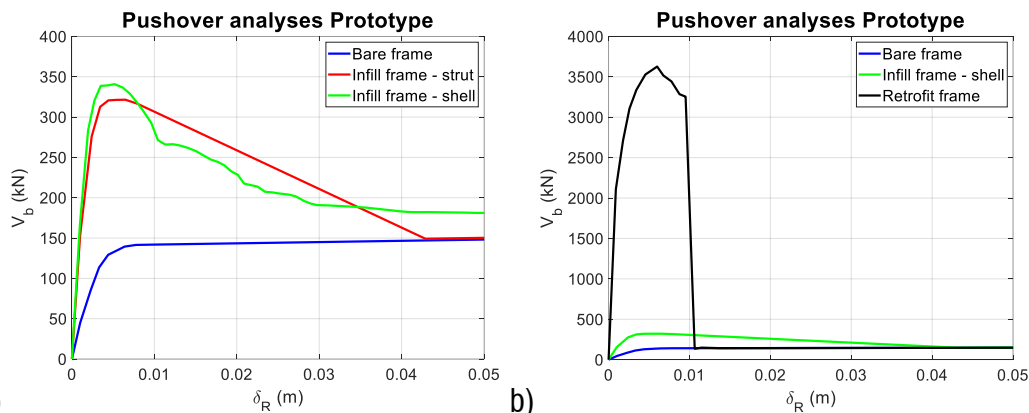 Pushover analyses Prototype
400
350
300
250
200
150
100
50
0
V_b (kN)
0
0.01
0.02
0.03
0.04
0.05
δ_R (m)
Bare frame
Infill frame - strut
Infill frame - shell
b)
Pushover analyses Prototype
4000
3500
3000
2500
2000
1500
1000
500
0
V_b (kN)
0
0.01
0.02
0.03
0.04
0.05
δ_R (m)
Bare frame
Infill frame - shell
Retrofit frame